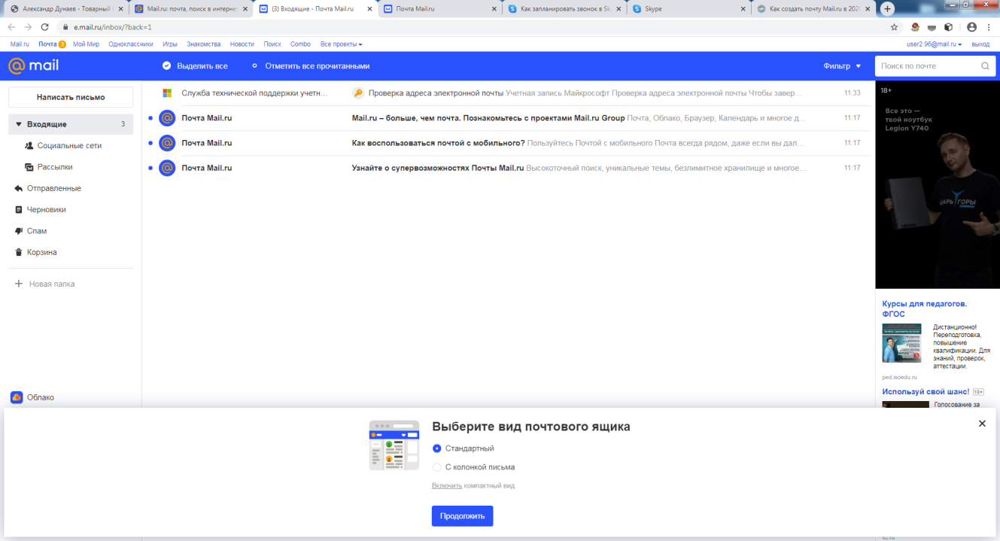 Александр Дунаев - Товарный
Mail.ru: почта, поиск в интернет
(3) Входящие - Почта Mail.ru
Почта Mail.ru
Как запланировать звонок в Sk
Skype
Как создать почту Mail.ru в 202
e.mail.ru/inbox/?back=1
Mail.ru Почта 3 Мой Мир Одноклассники Игры Знакомства Новости Поиск Combo Все проекты
user2.96@mail.ru выход
mail
Выделить все
Отметить все прочитанными
Фильтр
Поиск по почте
Написать письмо
Входящие 3
Социальные сети
Рассылки
Отправленные
Черновики
Спам
Корзина
Новая папка
Облако
Служба технической поддержки учетн… Проверка адреса электронной почты Учетная запись Майкрософт Проверка адреса электронной почты Чтобы завер… 11:33
Почта Mail.ru Mail.ru – больше, чем почта. Познакомьтесь с проектами Mail.ru Group Почта, Облако, Браузер, Календарь и многое д… 11:17
Почта Mail.ru Как воспользоваться почтой с мобильного? Пользуйтесь Почтой с мобильного Почта всегда рядом, даже если вы дал… 11:17
Почта Mail.ru Узнайте о супервозможностях Почты Mail.ru Высокоточный поиск, уникальные темы, безлимитное хранилище и многое… 11:17
18+
Все это —
твой ноутбук
Legion Y740
ЦАРЬ ГОРЫ
Курсы для педагогов.
ФГОС
Дистанционно!
Переподготовка,
повышение
квалификации. Для
знаний, проверок,
аттестации.
ped.isoedu.ru
Используй свой шанс! 18+
Голосование за
Выберите вид почтового ящика
Стандартный
С колонкой письма
Включить компактный вид
Продолжить